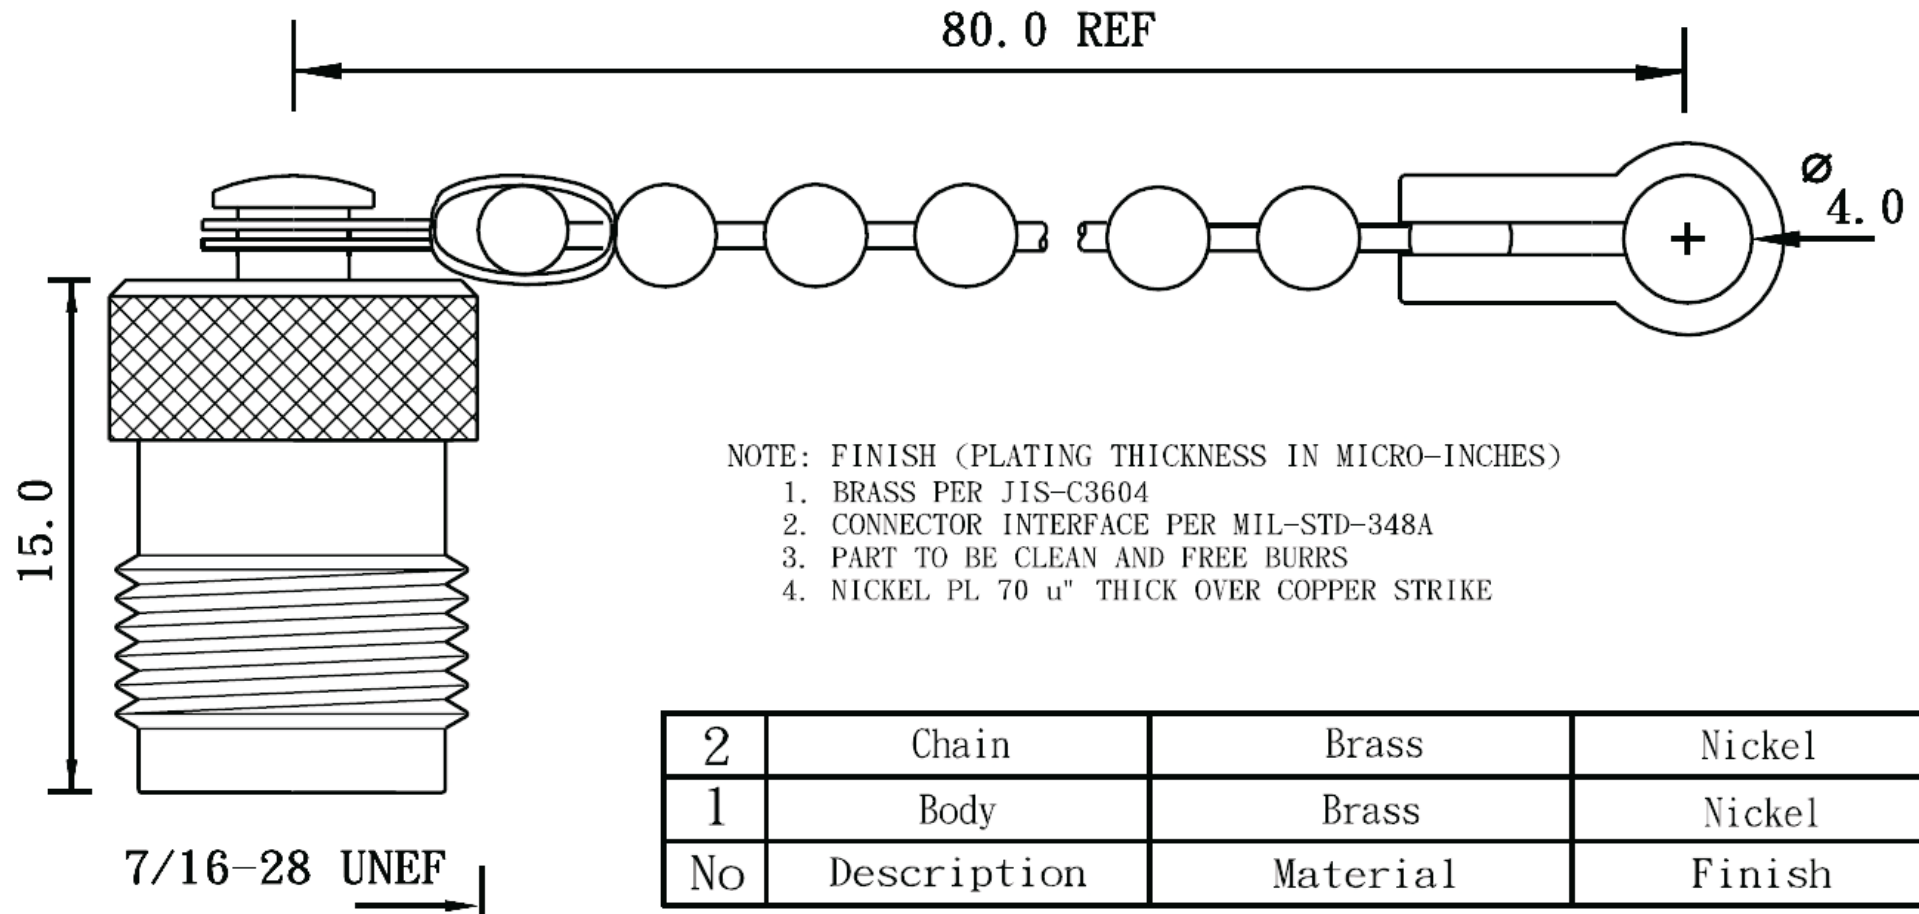 80.0 REF
Ø
4.0
15.0
NOTE: FINISH (PLATING THICKNESS IN MICRO-INCHES)
1. BRASS PER JIS-C3604
2. CONNECTOR INTERFACE PER MIL-STD-348A
3. PART TO BE CLEAN AND FREE BURRS
4. NICKEL PL 70 u" THICK OVER COPPER STRIKE
2 Chain Brass Nickel
1 Body Brass Nickel
No Description Material Finish
7/16-28 UNEF